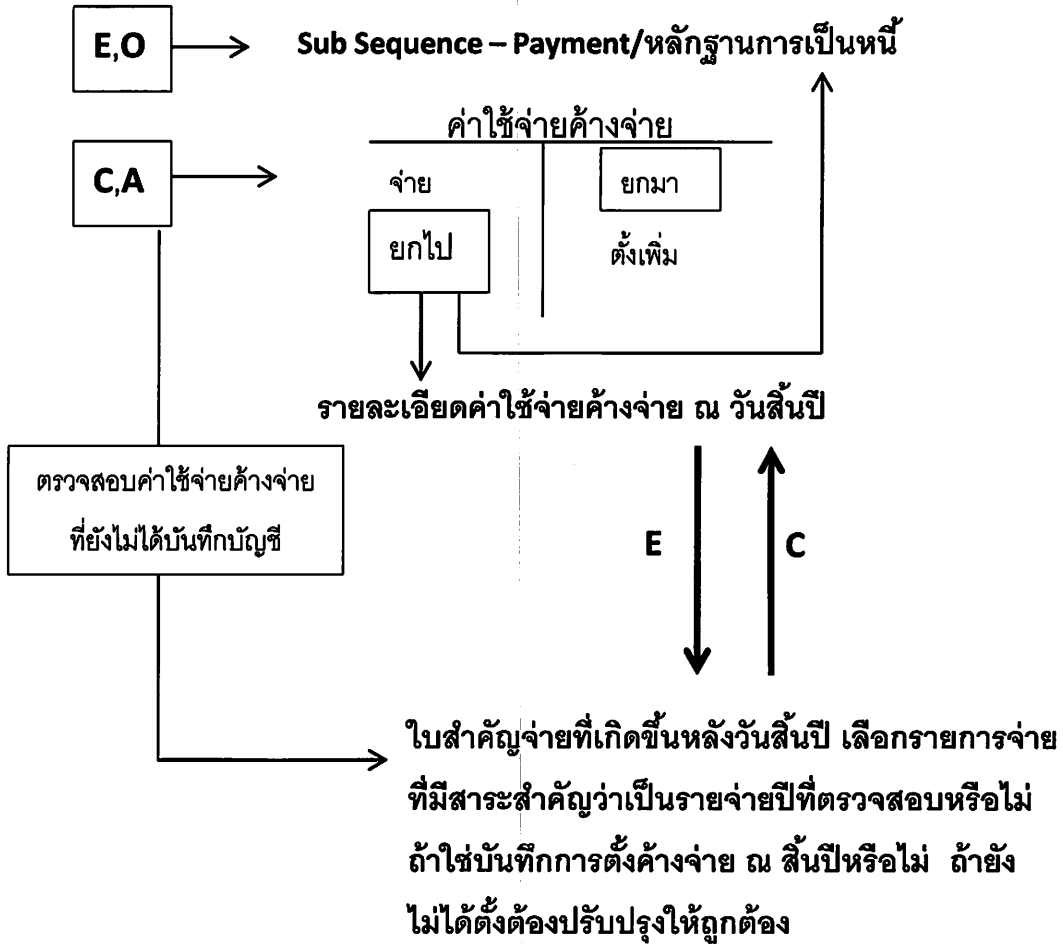 E,O
Sub Sequence – Payment/หลักฐานการเป็นหนี้
ค่าใช้จ่ายค้างจ่าย
C,A
จ่าย
ยกมา
ยกไป
ตั้งเพิ่ม
รายละเอียดค่าใช้จ่ายค้างจ่าย ณ วันสิ้นปี
ตรวจสอบค่าใช้จ่ายค้างจ่าย
ที่ยังไม่ได้บันทึกบัญชี
E
C
ใบสำคัญจ่ายที่เกิดขึ้นหลังวันสิ้นปี เลือกรายการจ่าย
ที่มีสาระสำคัญว่าเป็นรายจ่ายปีที่ตรวจสอบหรือไม่
ถ้าใช่บันทึกการตั้งค้างจ่าย ณ สิ้นปีหรือไม่ ถ้ายัง
ไม่ได้ตั้งต้องปรับปรุงให้ถูกต้อง